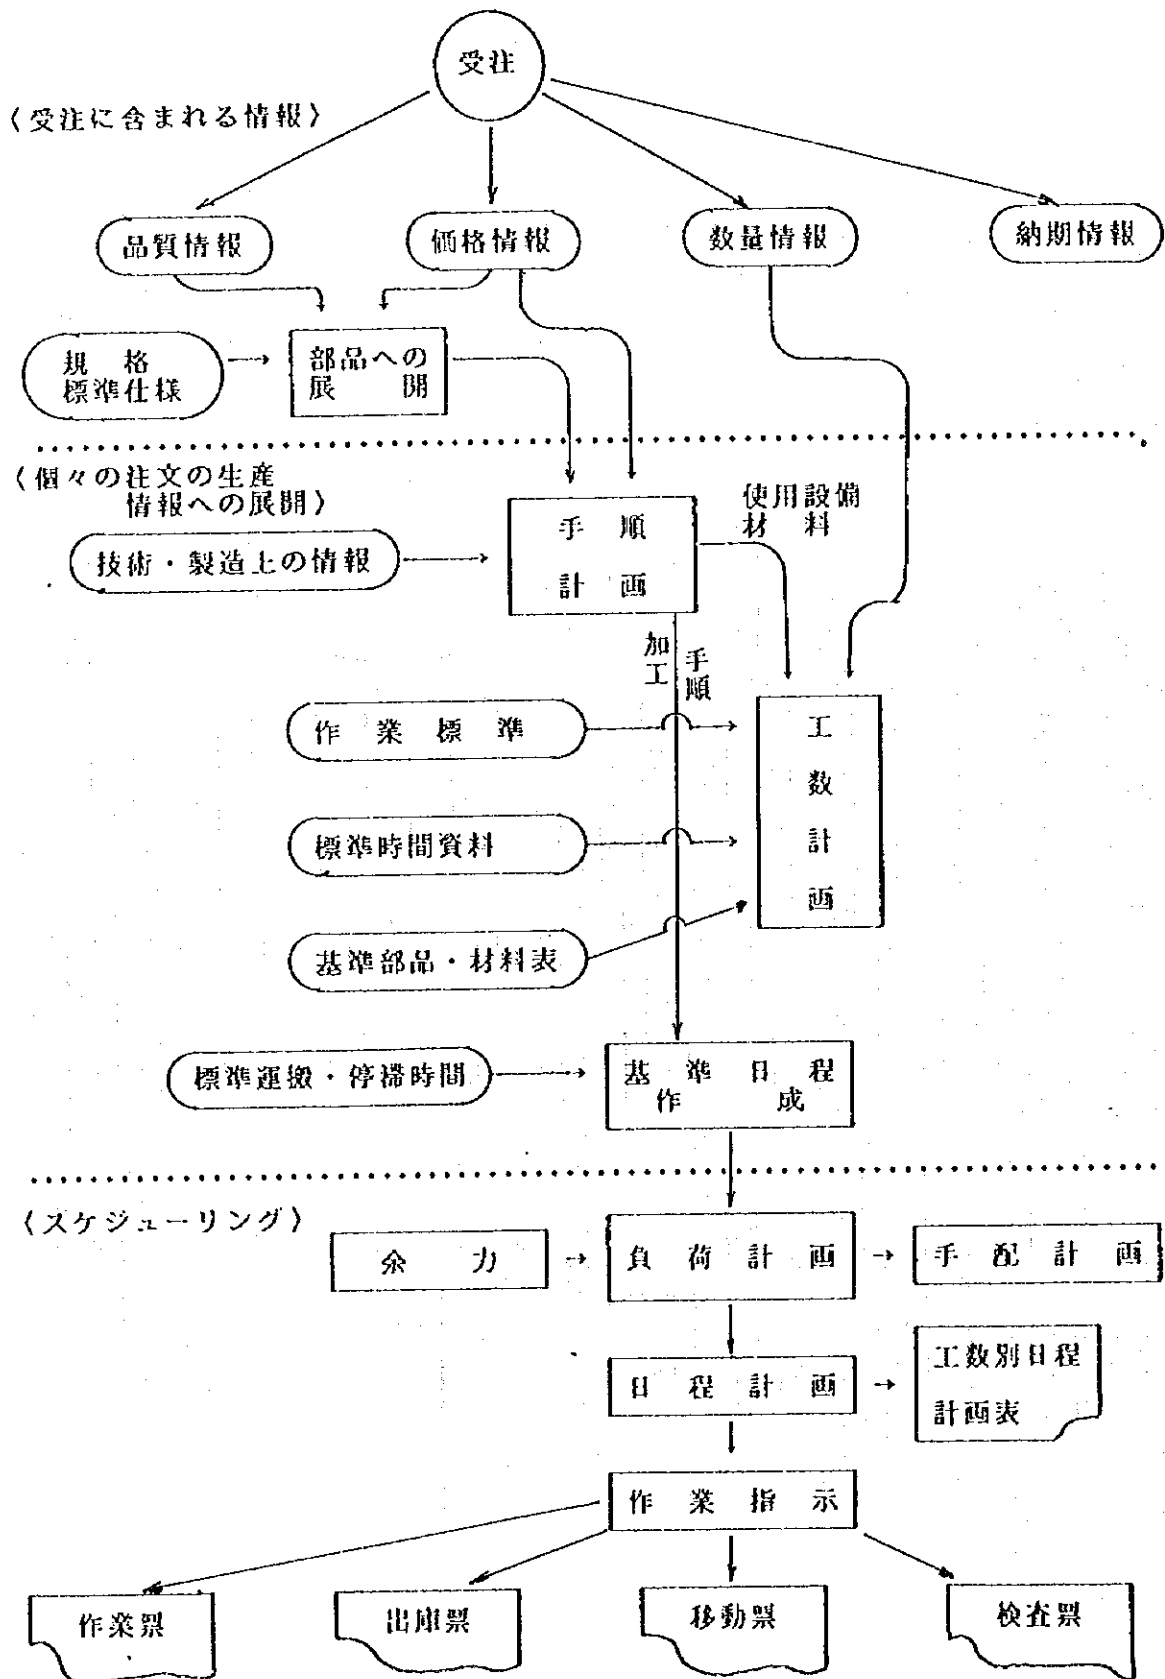 受注
〈受注に含まれる情報〉
品質情報
価格情報
数量情報
納期情報
規格
標準仕様
部品への
展開
〈個々の注文の生産
情報への展開〉
使用設備
材料
技術・製造上の情報
手順
計画
加工
手順
作業標準
工数計画
標準時間資料
基準部品・材料表
標準運搬・停滞時間
基準日程
作成
〈スケジューリング〉
余力
負荷計画
手配計画
日程計画
工数別日程
計画表
作業指示
作業票
出庫票
移動票
検査票